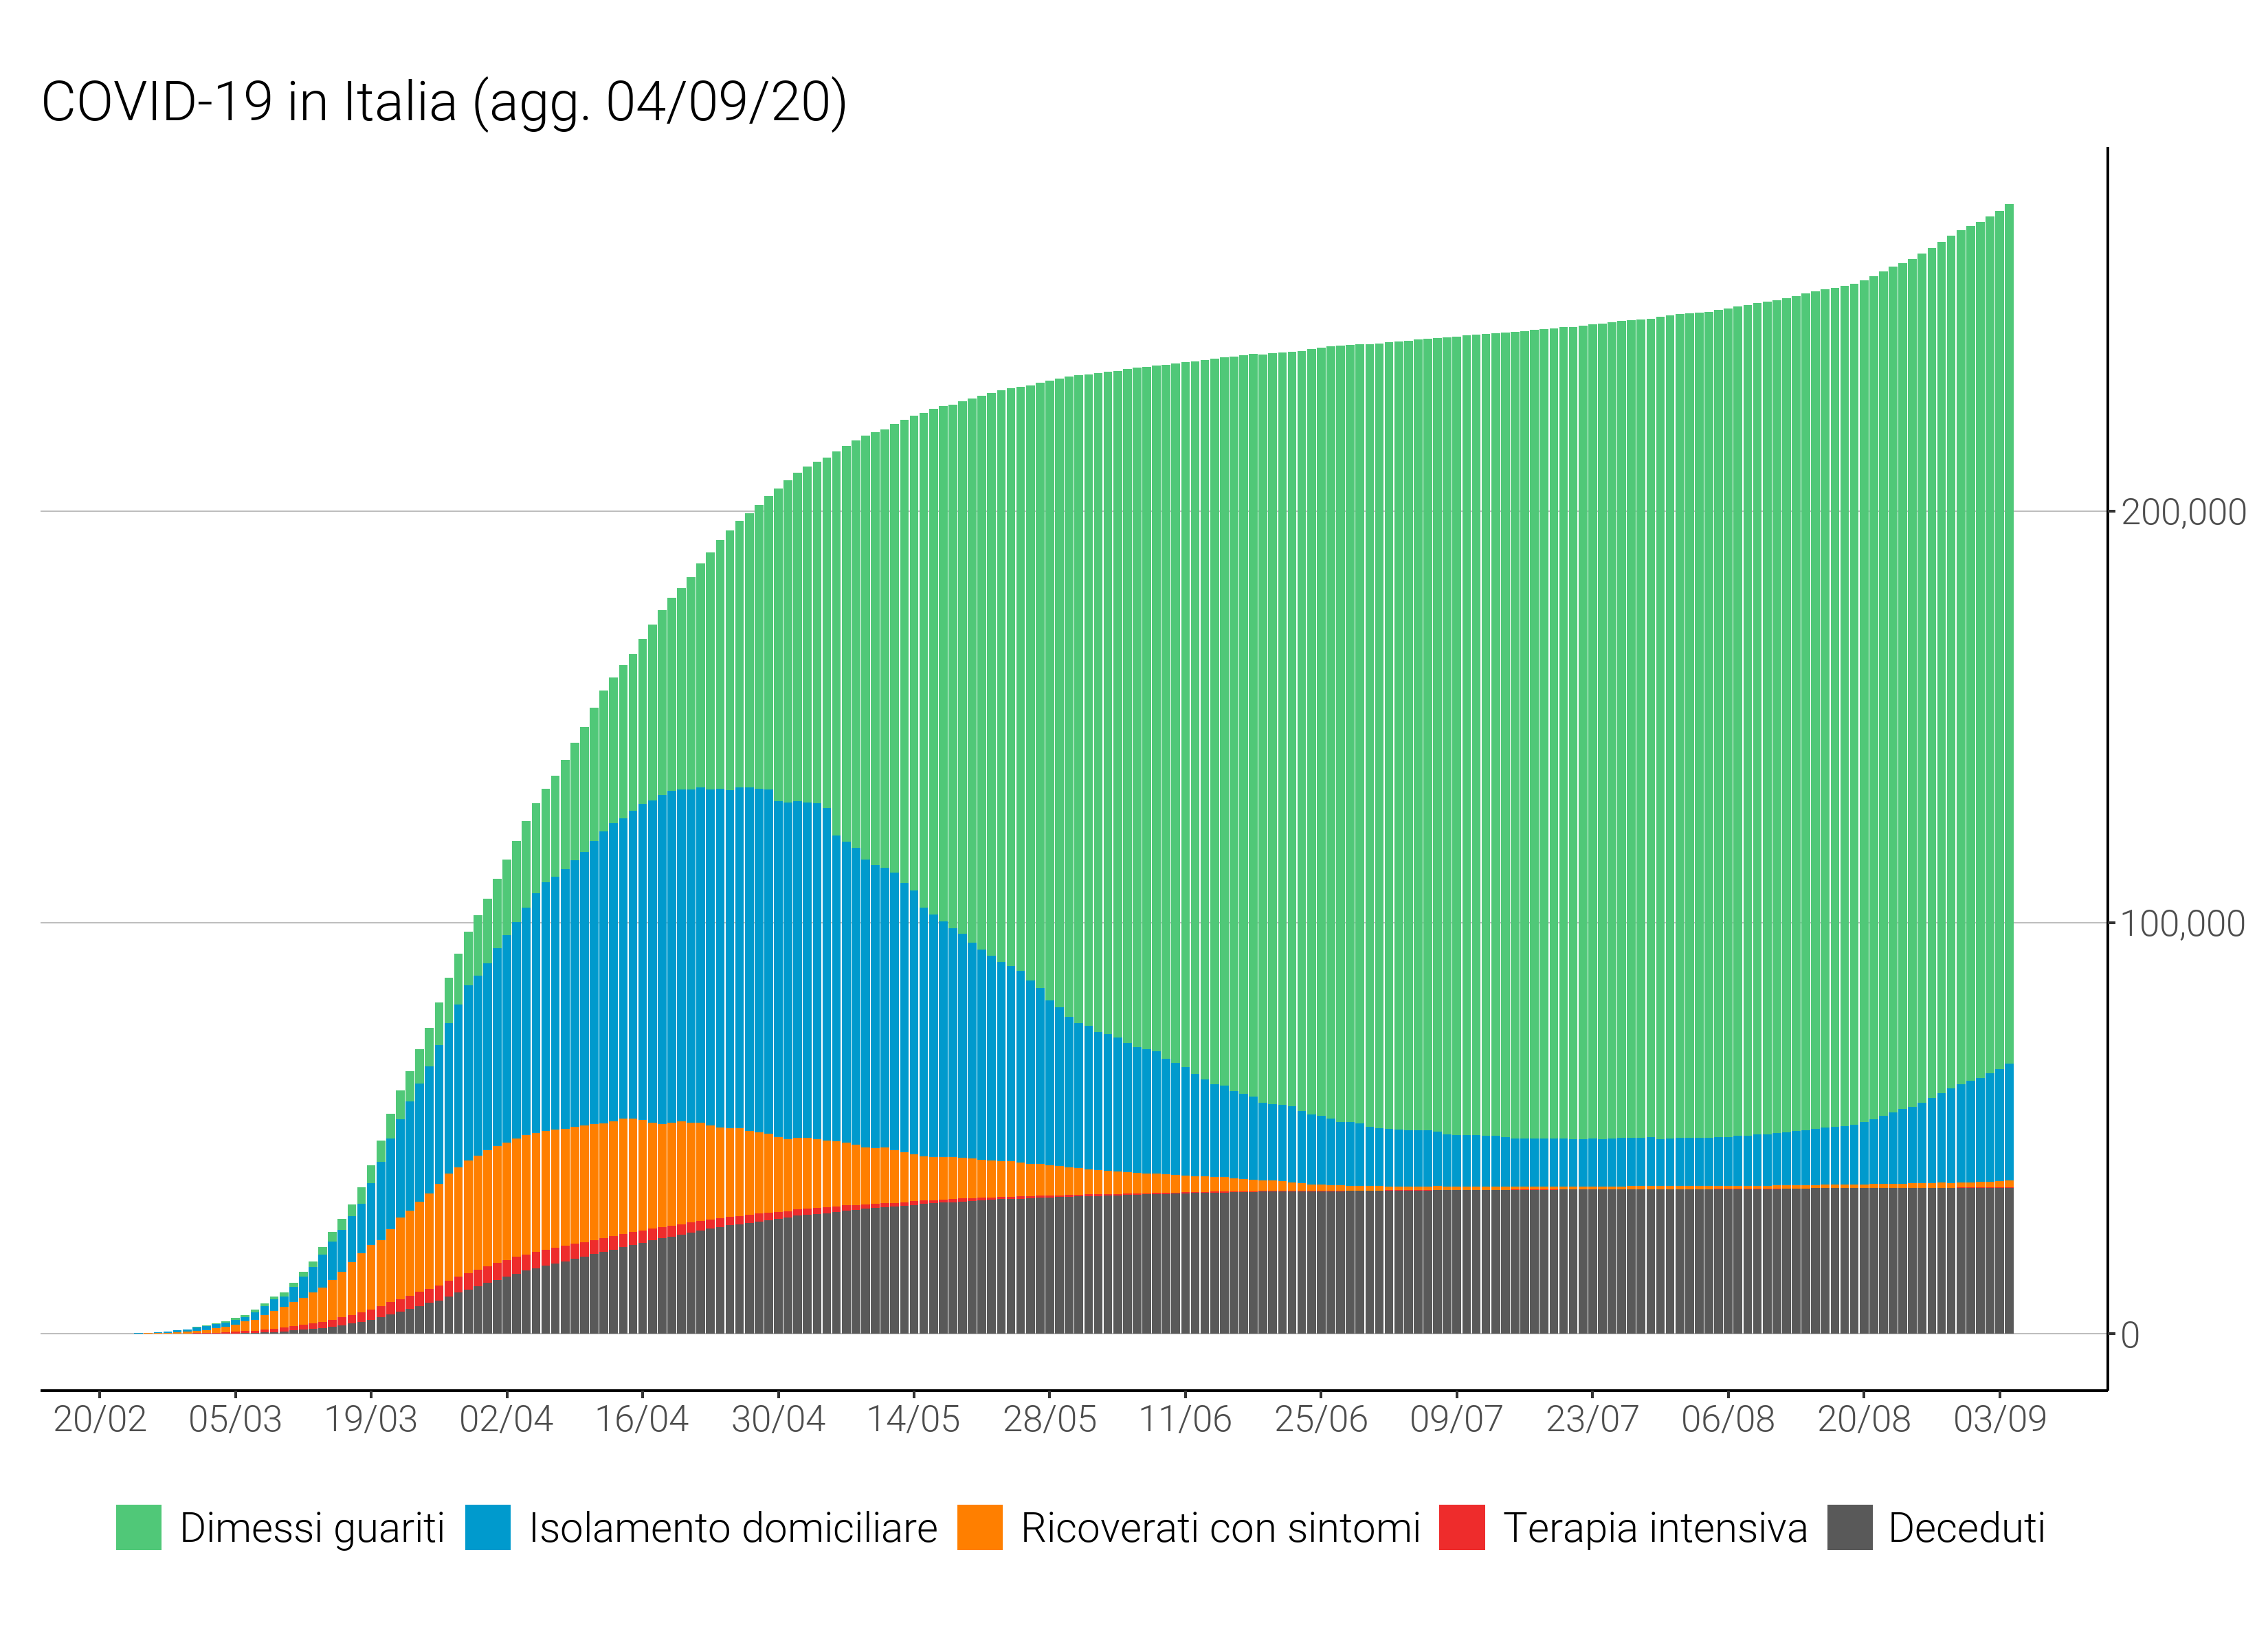 COVID-19 in Italia (agg. 04/09/20)
200,000
100,000
0
20/02 05/03 19/03 02/04 16/04 30/04 14/05 28/05 11/06 25/06 09/07 23/07 06/08 20/08 03/09
Dimessi guariti Isolamento domiciliare Ricoverati con sintomi Terapia intensiva Deceduti